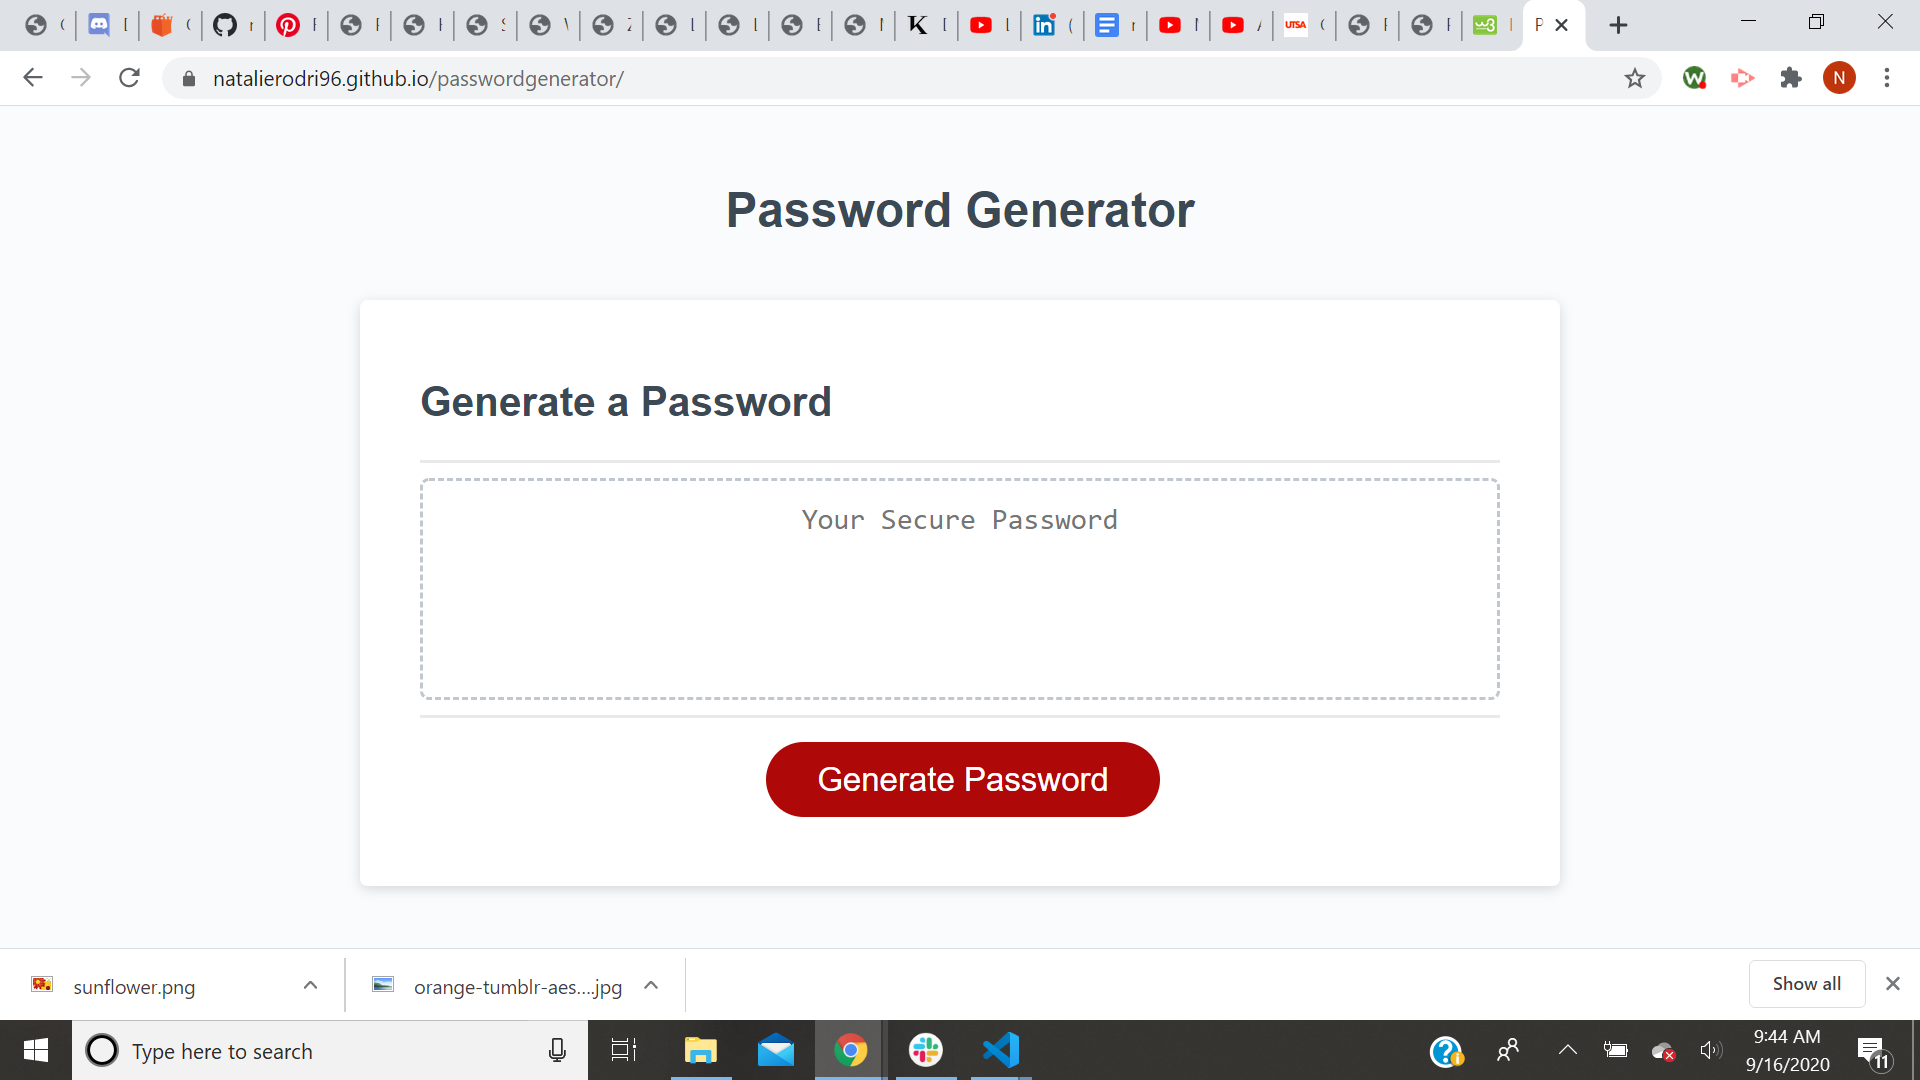 natalierodri96.github.io/passwordgenerator/
N
Password Generator
Generate a Password
Your Secure Password
Generate Password
sunflower.png
orange-tumblr-aes....jpg
Show all
Type here to search
9:44 AM
9/16/2020
11
UTSA